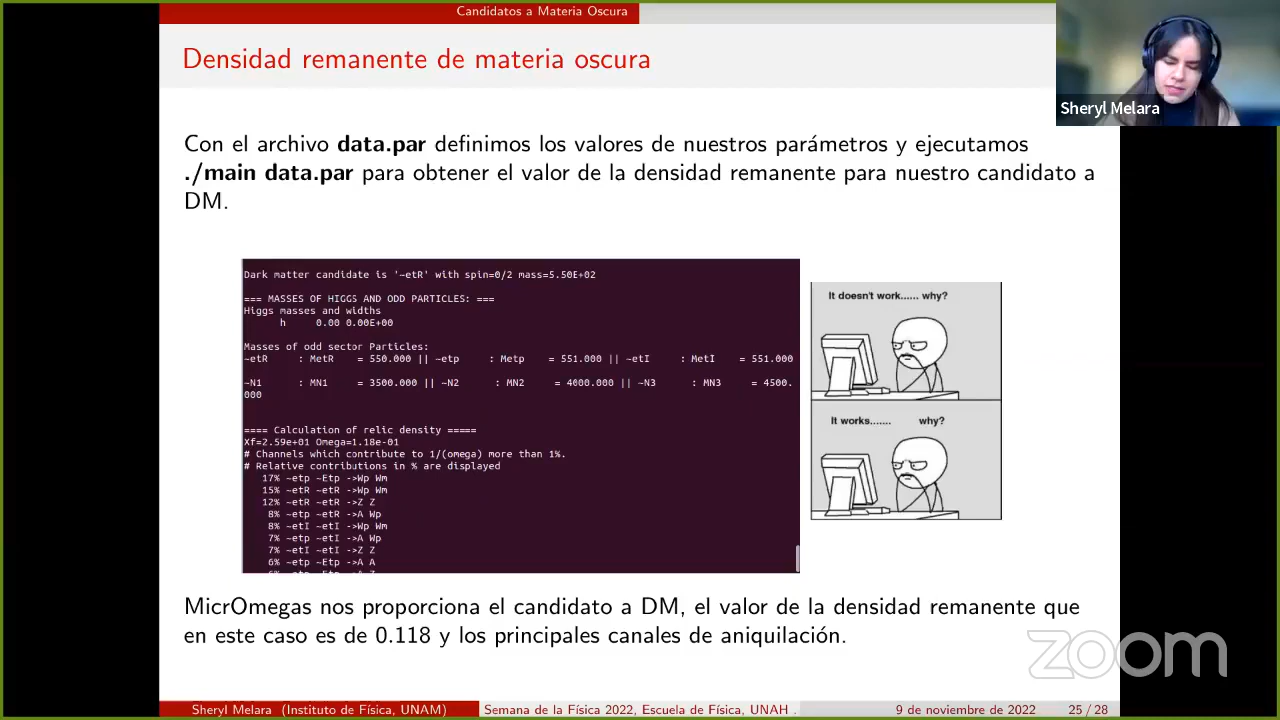 Candidatos a Materia Oscura
Densidad remanente de materia oscura
Sheryl Melara
Con el archivo data.par definimos los valores de nuestros parámetros y ejecutamos
./main data.par para obtener el valor de la densidad remanente para nuestro candidato a
DM.
Dark matter candidate is '~etR' with spin=0/2 mass=5.50E+02
=== MASSES OF HIGGS AND ODD PARTICLES: ===
Higgs masses and widths
h 0.00 0.00E+00
Masses of odd sector Particles:
~etR : MetR = 550.000 || ~etp : Metp = 551.000 || ~etI : MetI = 551.000
~N1 : MN1 = 3500.000 || ~N2 : MN2 = 4000.000 || ~N3 : MN3 = 4500.
000
==== Calculation of relic density =====
Xf=2.59e+01 Omega=1.18e-01
# Channels which contribute to 1/(omega) more than 1%.
# Relative contributions in % are displayed
17% ~etp ~Etp ->Wp Wm
15% ~etR ~etR ->Wp Wm
12% ~etR ~etR ->Z Z
8% ~etp ~etR ->A Wp
8% ~etI ~etI ->Wp Wm
7% ~etp ~etI ->A Wp
7% ~etI ~etI ->Z Z
6% ~etp ~Etp ->A A
It doesn't work...... why?
It works....... why?
MicrOmegas nos proporciona el candidato a DM, el valor de la densidad remanente que
en este caso es de 0.118 y los principales canales de aniquilación.
zoom
Sheryl Melara (Instituto de Física, UNAM) Semana de la Física 2022, Escuela de Física, UNAH . 9 de noviembre de 2022 25 / 28